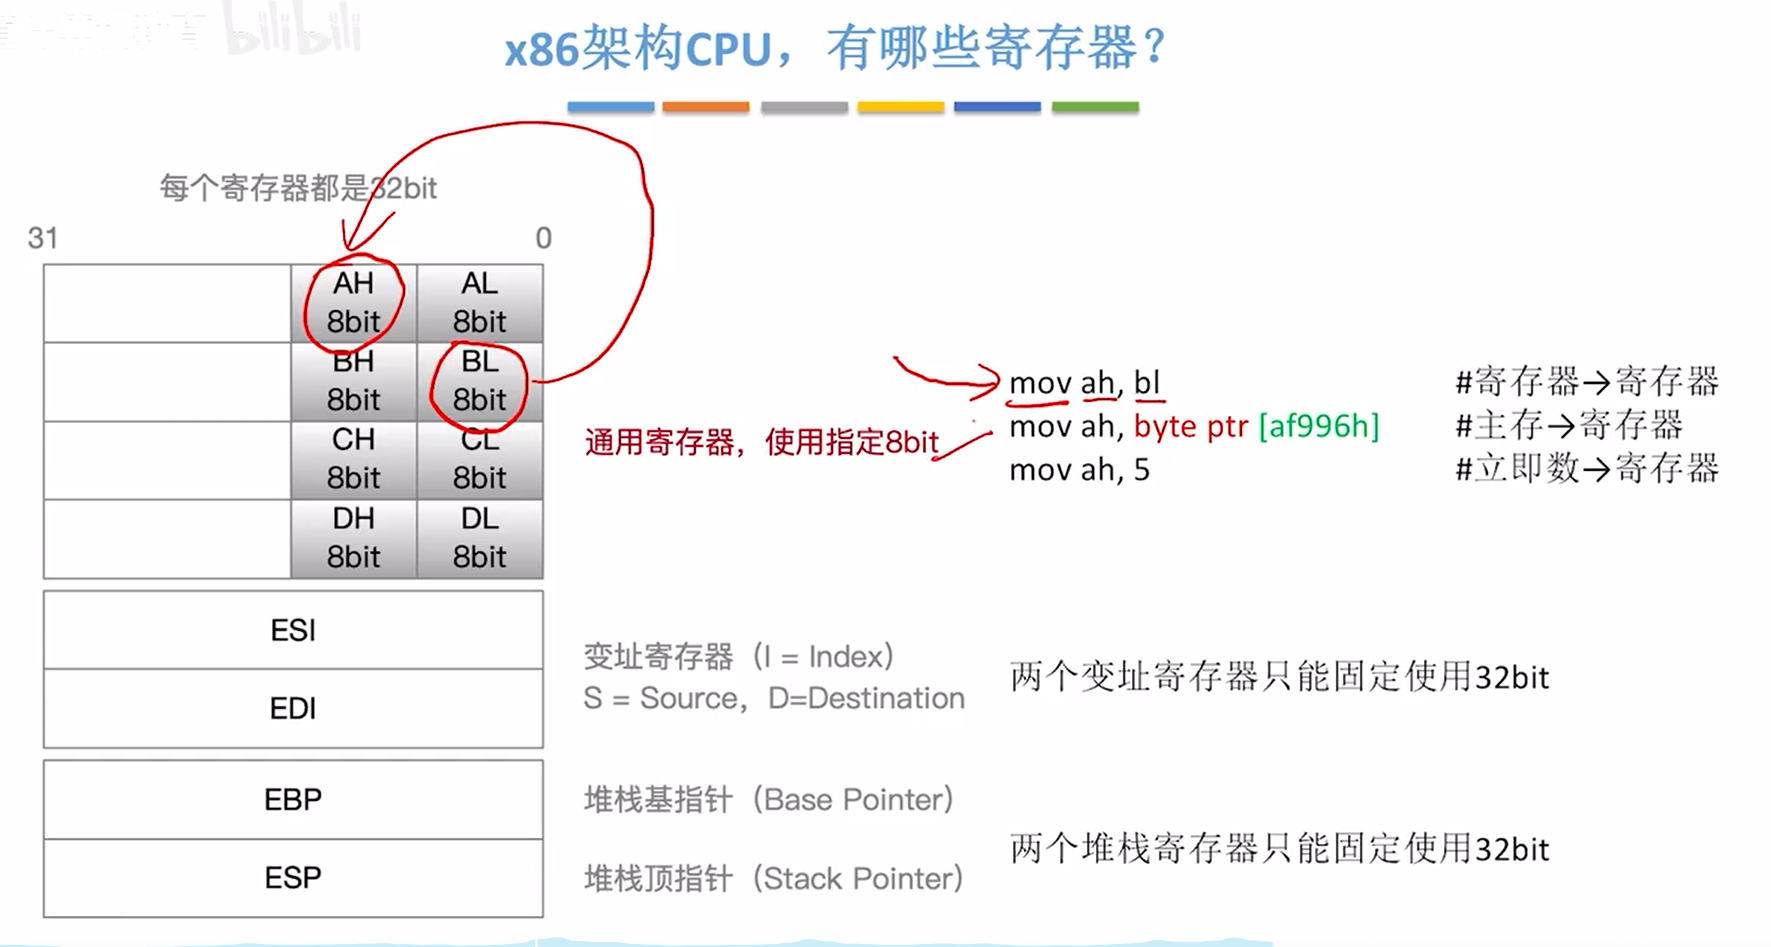 bilibili
x86架构CPU，有哪些寄存器？
每个寄存器都是32bit
31 0
AH AL
8bit 8bit
BH BL
8bit 8bit
CH CL
8bit 8bit
DH DL
8bit 8bit
通用寄存器，使用指定8bit
mov ah, bl #寄存器→寄存器
mov ah, byte ptr [af996h] #主存→寄存器
mov ah, 5 #立即数→寄存器
ESI
EDI
变址寄存器（I = Index）
S = Source，D=Destination
两个变址寄存器只能固定使用32bit
EBP
堆栈基指针（Base Pointer）
ESP
堆栈顶指针（Stack Pointer）
两个堆栈寄存器只能固定使用32bit